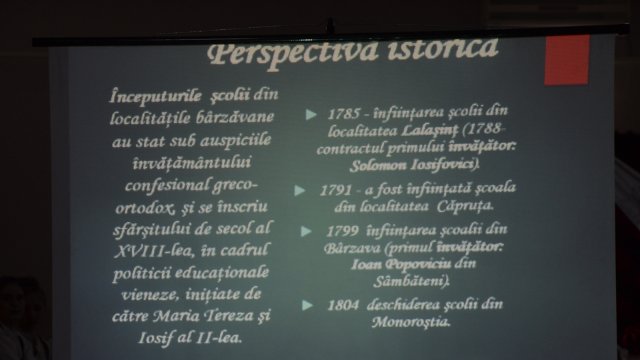 Perspectiva istorică
Începuturile școlii din
localitățile bârzăvane
au stat sub auspiciile
învățământului
confesional greco-
ortodox, și se înscriu
sfârșitului de secol al
XVIII-lea, în cadrul
politicii educaționale
vieneze, inițiate de
către Maria Tereza și
Iosif al II-lea.
1785 - înființarea școlii din
localitatea Lalașinț (1788-
contractul primului învățător:
Solomon Iosifovici).
1791 - a fost înființată școala
din localitatea Căpruța.
1799 înființarea școalii din
Bârzava (primul învățător:
Ioan Popoviciu din
Sâmbăteni).
1804 deschiderea școlii din
Monoroștia.